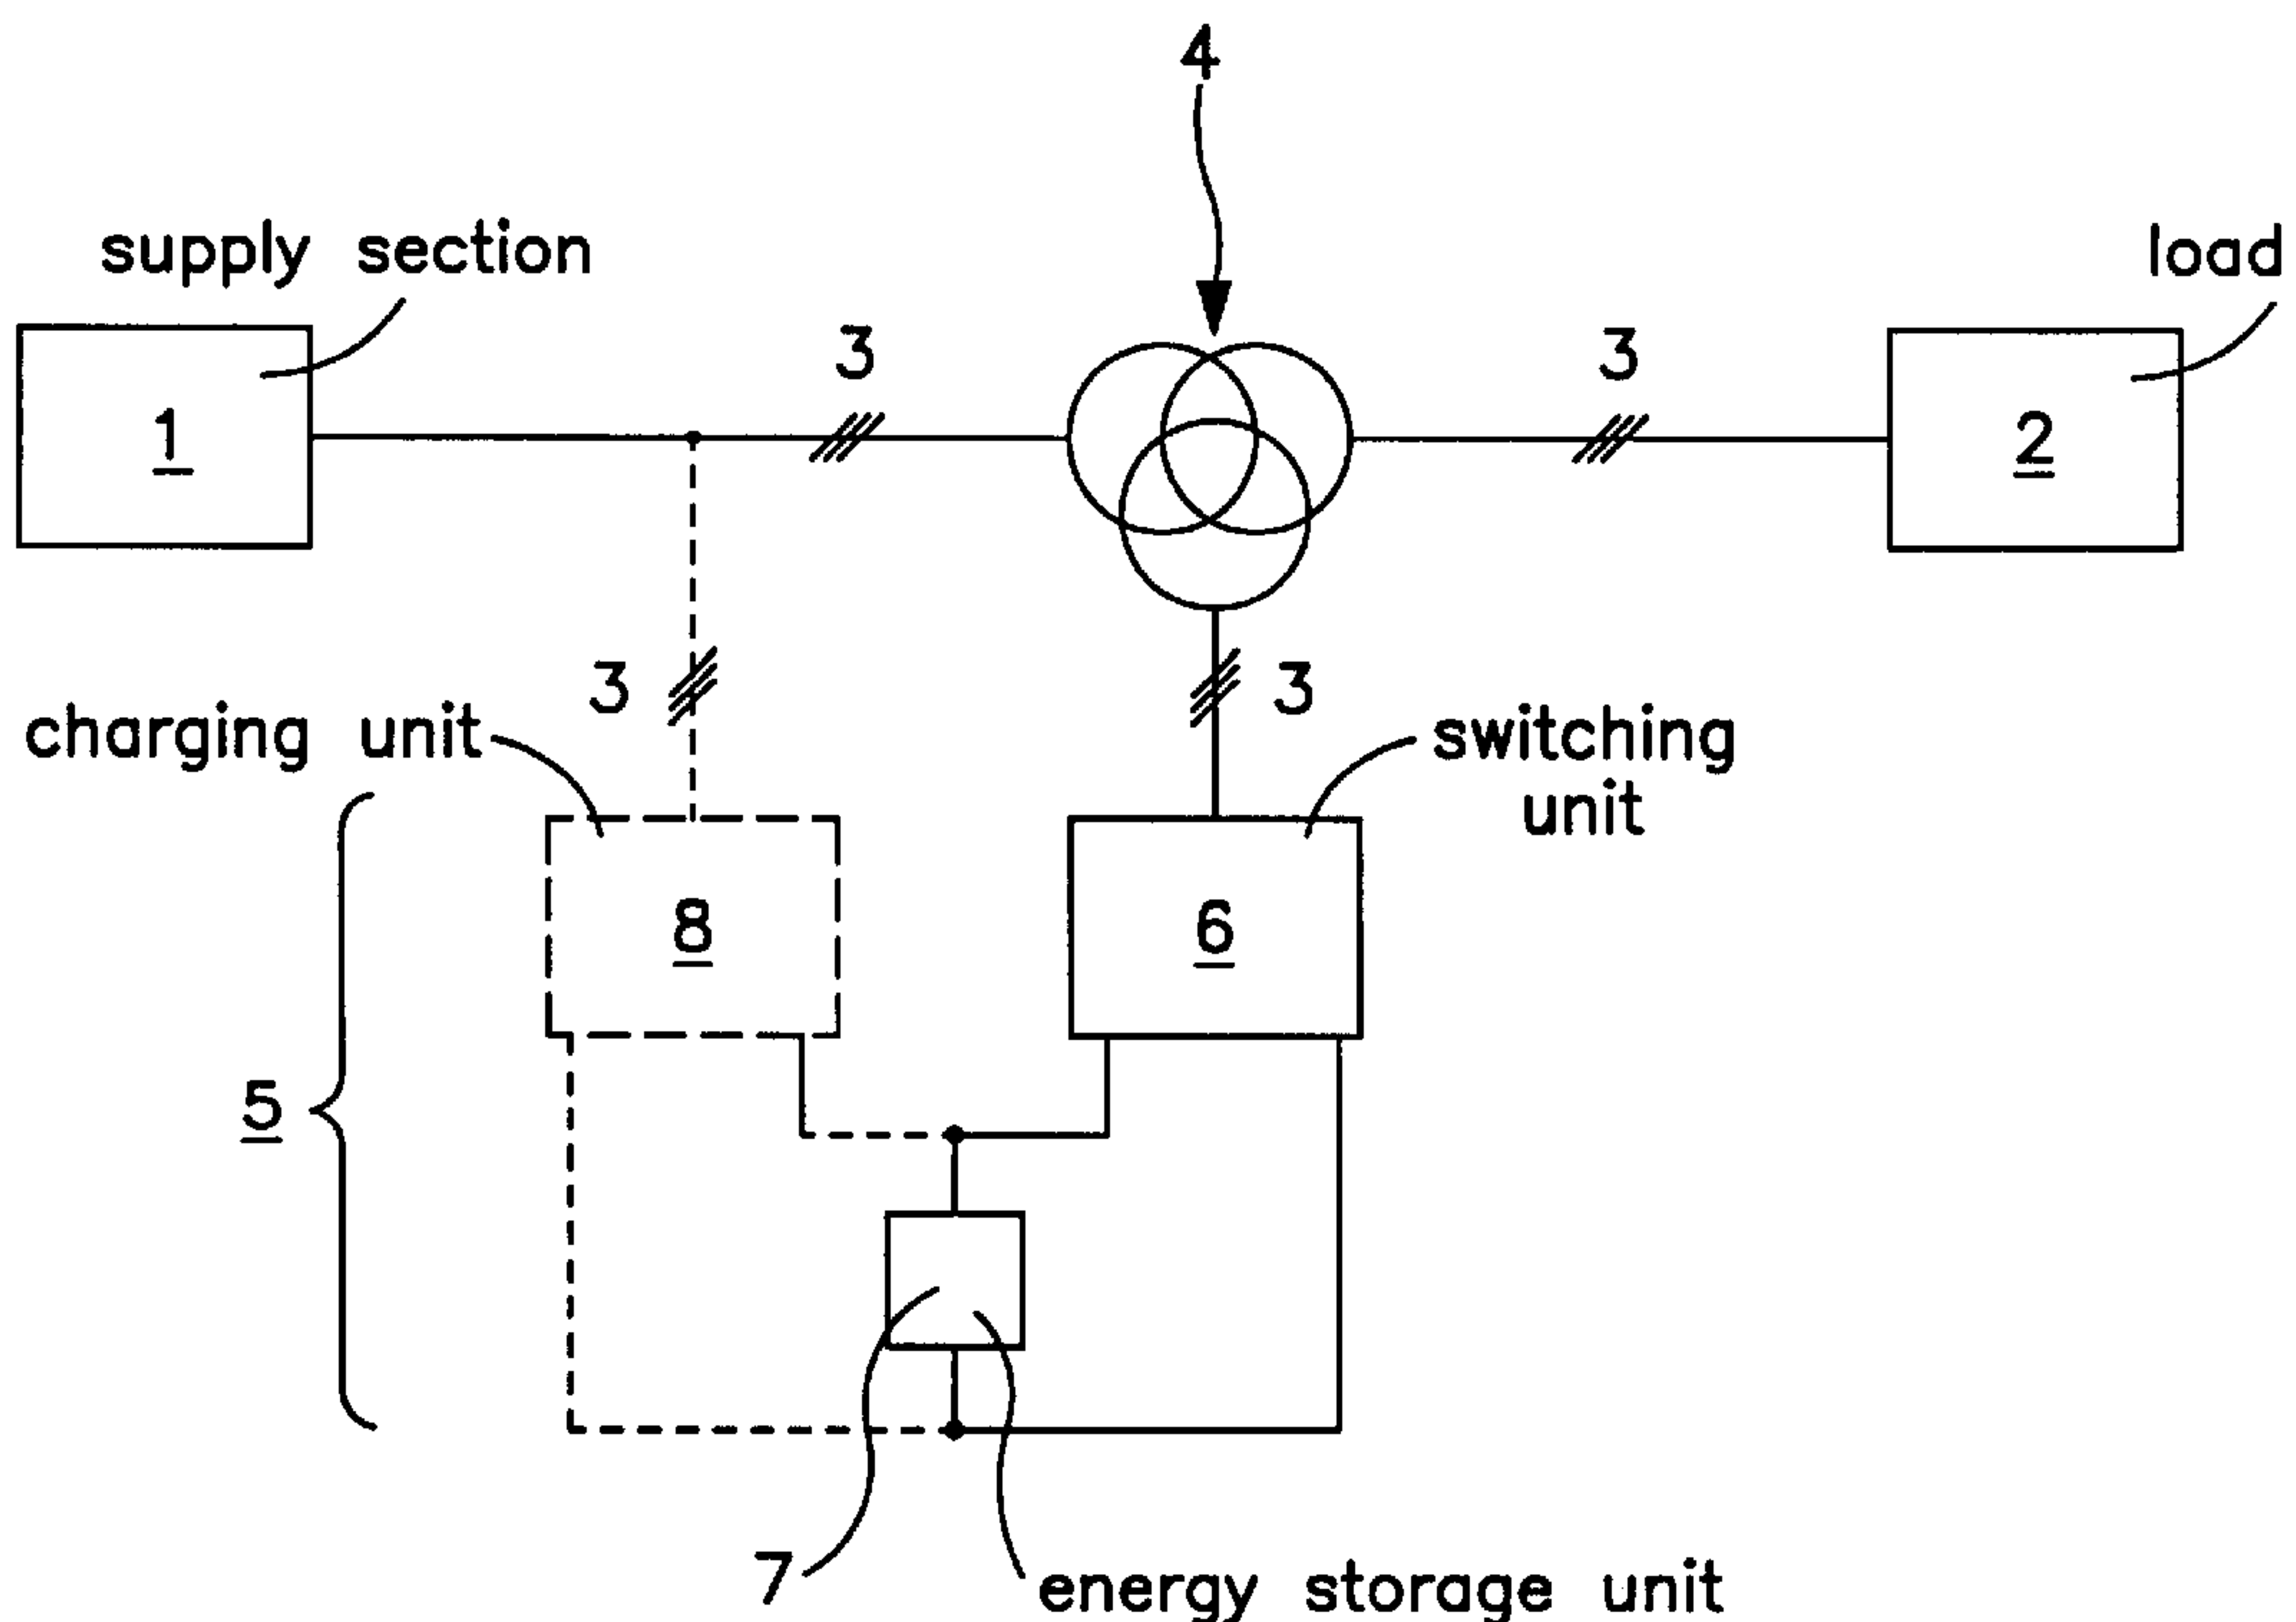 4
supply section
load
3
3
1
2
3
3
charging unit
switching
unit
8
6
5
7
energy storage unit